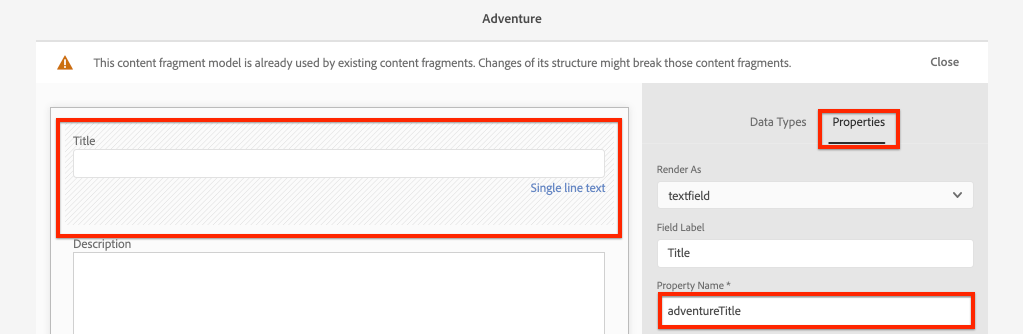 Adventure
This content fragment model is already used by existing content fragments. Changes of its structure might break those content fragments.
Close
Title
Single line text
Description
Data Types
Properties
Render As
textfield
Field Label
Title
Property Name *
adventureTitle